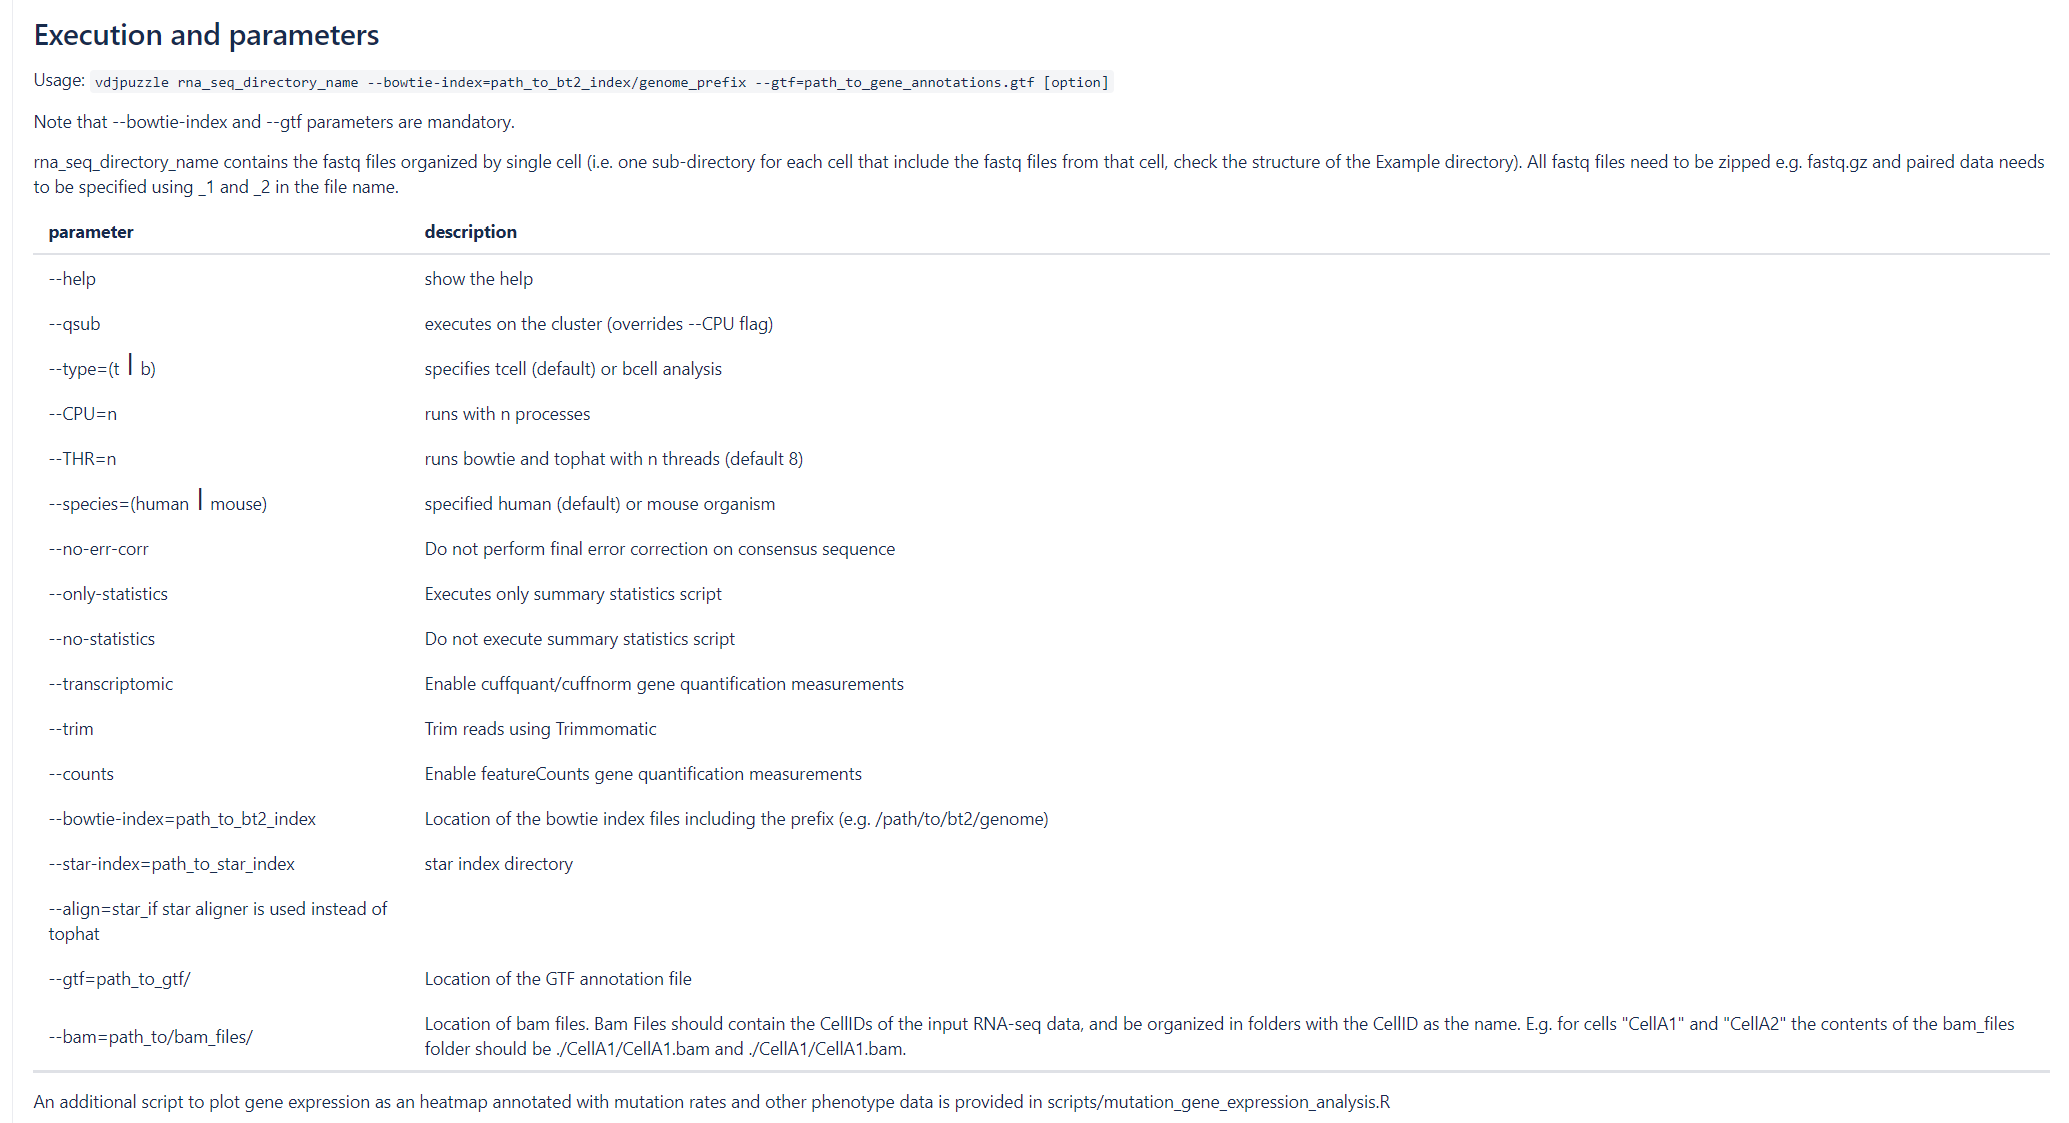 Execution and parameters
Usage: vdjpuzzle rna_seq_directory_name --bowtie-index=path_to_bt2_index/genome_prefix --gtf=path_to_gene_annotations.gtf [option]
Note that --bowtie-index and --gtf parameters are mandatory.
rna_seq_directory_name contains the fastq files organized by single cell (i.e. one sub-directory for each cell that include the fastq files from that cell, check the structure of the Example directory). All fastq files need to be zipped e.g. fastq.gz and paired data needs
to be specified using _1 and _2 in the file name.
parameter description
--help show the help
--qsub executes on the cluster (overrides --CPU flag)
--type=(t | b) specifies tcell (default) or bcell analysis
--CPU=n runs with n processes
--THR=n runs bowtie and tophat with n threads (default 8)
--species=(human | mouse) specified human (default) or mouse organism
--no-err-corr Do not perform final error correction on consensus sequence
--only-statistics Executes only summary statistics script
--no-statistics Do not execute summary statistics script
--transcriptomic Enable cuffquant/cuffnorm gene quantification measurements
--trim Trim reads using Trimmomatic
--counts Enable featureCounts gene quantification measurements
--bowtie-index=path_to_bt2_index Location of the bowtie index files including the prefix (e.g. /path/to/bt2/genome)
--star-index=path_to_star_index star index directory
--align=star_if star aligner is used instead of
tophat
--gtf=path_to_gtf/ Location of the GTF annotation file
--bam=path_to/bam_files/ Location of bam files. Bam Files should contain the CellIDs of the input RNA-seq data, and be organized in folders with the CellID as the name. E.g. for cells "CellA1" and "CellA2" the contents of the bam_files
folder should be ./CellA1/CellA1.bam and ./CellA1/CellA1.bam.
An additional script to plot gene expression as an heatmap annotated with mutation rates and other phenotype data is provided in scripts/mutation_gene_expression_analysis.R